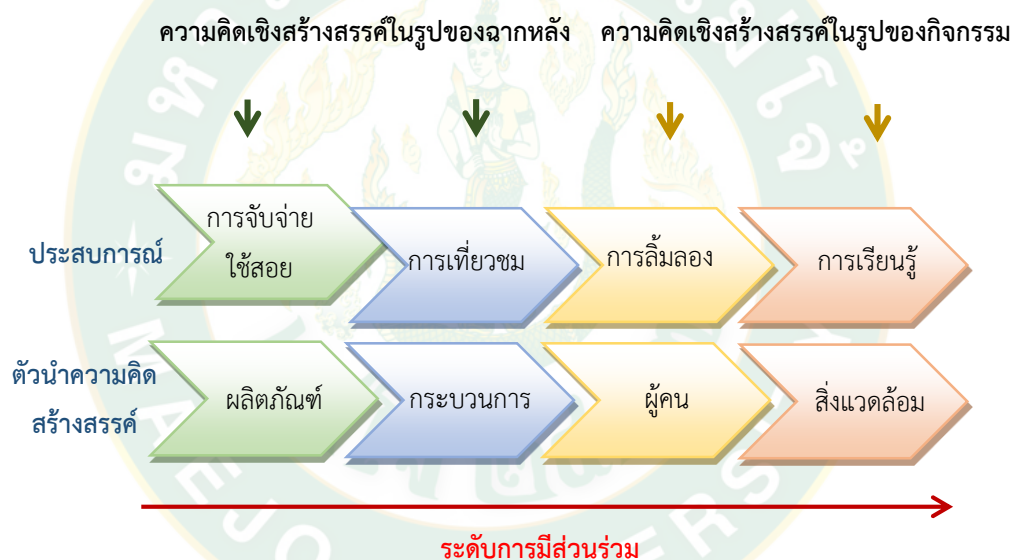 ความคิดเชิงสร้างสรรค์ในรูปของฉากหลัง ความคิดเชิงสร้างสรรค์ในรูปของกิจกรรม
ประสบการณ์
การจับจ่าย
ใช้สอย
การเที่ยวชม
การลิ้มลอง
การเรียนรู้
ตัวนำความคิด
สร้างสรรค์
ผลิตภัณฑ์
กระบวนการ
ผู้คน
สิ่งแวดล้อม
ระดับการมีส่วนร่วม